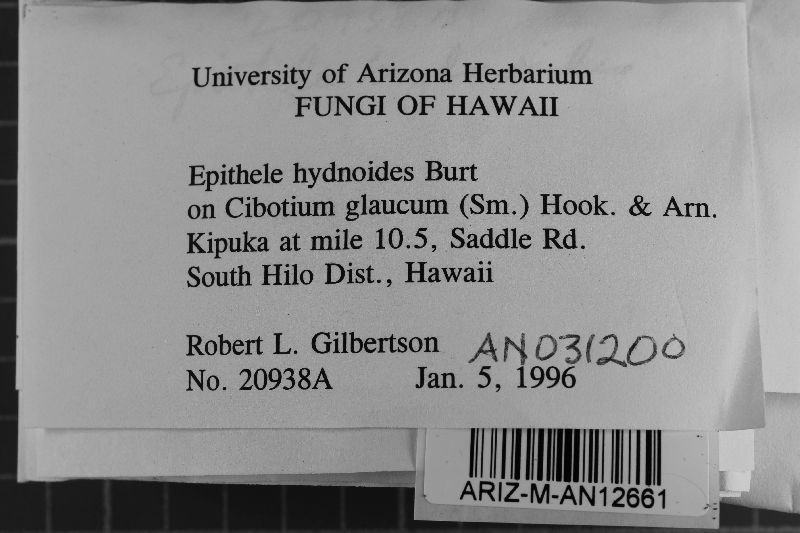 University of Arizona Herbarium
FUNGI OF HAWAII
Epithele hydnoides Burt
on Cibotium glaucum (Sm.) Hook. & Arn.
Kipuka at mile 10.5, Saddle Rd.
South Hilo Dist., Hawaii
Robert L. Gilbertson AN031200
No. 20938A Jan. 5, 1996
ARIZ-M-AN12661